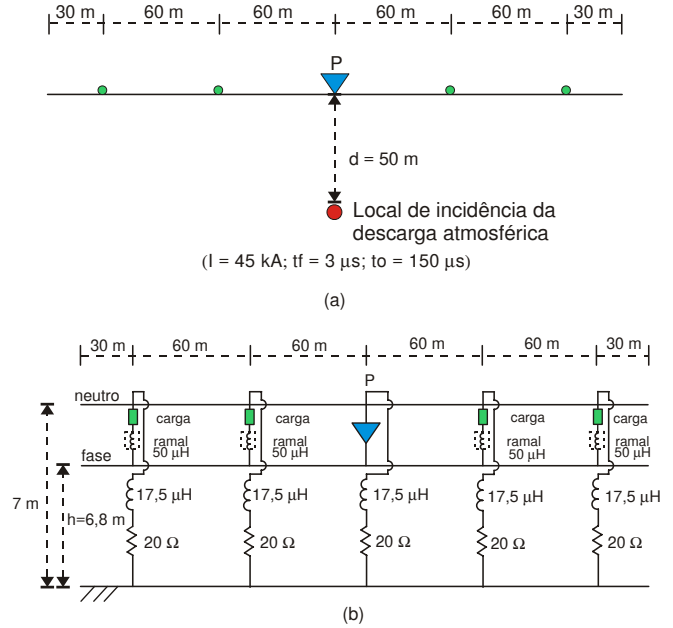 30 m 60 m 60 m 60 m 60 m 30 m
P
d = 50 m
Local de incidência da
descarga atmosférica
(I = 45 kA; tf = 3 µs; to = 150 µs)
(a)
30 m 60 m 60 m 60 m 60 m 30 m
P
neutro
carga carga carga carga
ramal ramal ramal ramal
50 µH 50 µH 50 µH 50 µH
fase
7 m
h=6,8 m
17,5 µH 17,5 µH 17,5 µH 17,5 µH 17,5 µH
20 Ω 20 Ω 20 Ω 20 Ω 20 Ω
(b)